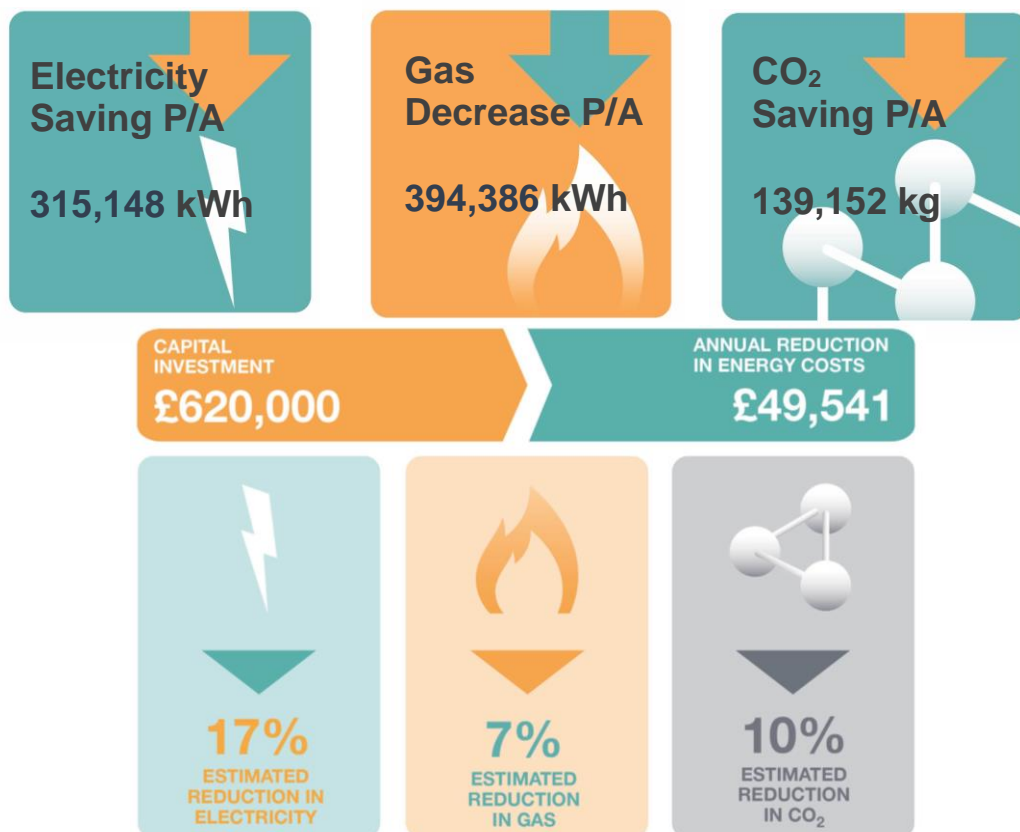 Electricity
Saving P/A
315,148 kWh
Gas
Decrease P/A
394,386 kWh
CO₂
Saving P/A
139,152 kg
CAPITAL
INVESTMENT
£620,000
ANNUAL REDUCTION
IN ENERGY COSTS
£49,541
17%
ESTIMATED
REDUCTION IN
ELECTRICITY
7%
ESTIMATED
REDUCTION
IN GAS
10%
ESTIMATED
REDUCTION
IN CO₂